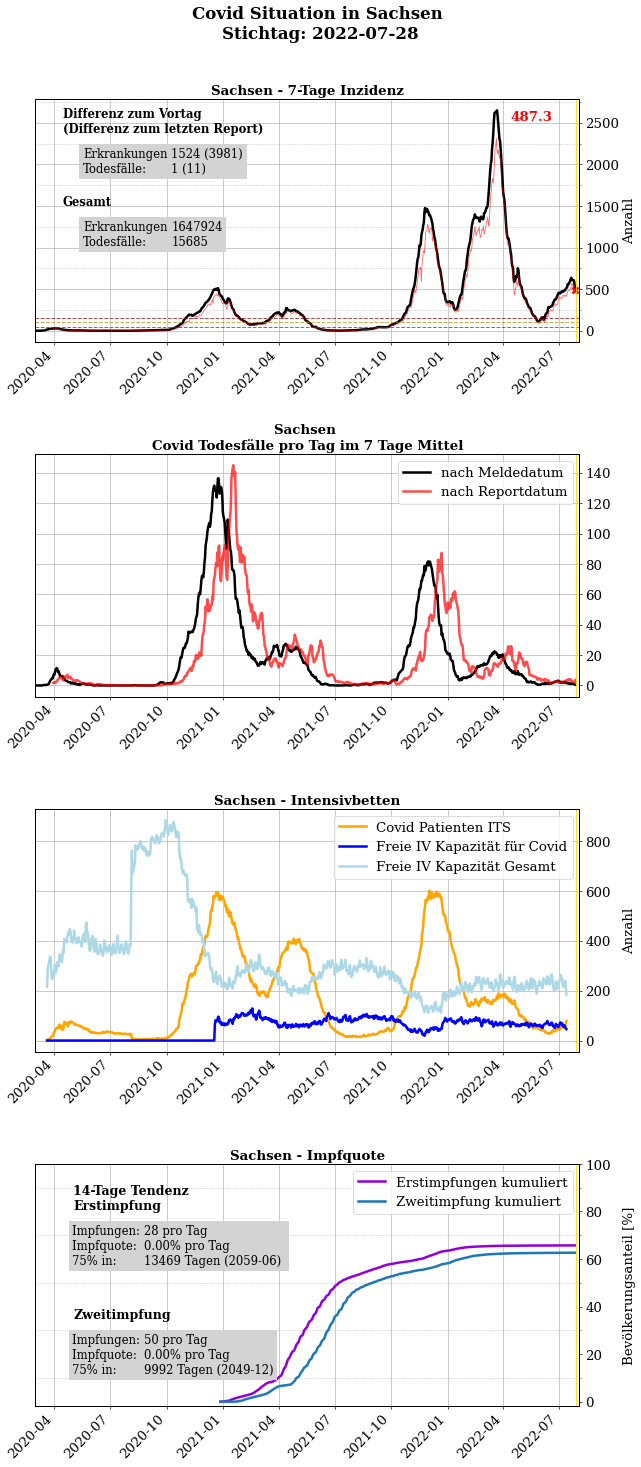 Covid Situation in Sachsen
Stichtag: 2022-07-28
Sachsen - 7-Tage Inzidenz
Differenz zum Vortag
(Differenz zum letzten Report)
Erkrankungen 1524 (3981)
Todesfälle: 1 (11)
Gesamt
Erkrankungen 1647924
Todesfälle: 15685
487.3
2500
2000
1500
1000
500
0
Anzahl
2020-04
2020-07
2020-10
2021-01
2021-04
2021-07
2021-10
2022-01
2022-04
2022-07
Sachsen
Covid Todesfälle pro Tag im 7 Tage Mittel
nach Meldedatum
nach Reportdatum
140
120
100
80
60
40
20
0
2020-04
2020-07
2020-10
2021-01
2021-04
2021-07
2021-10
2022-01
2022-04
2022-07
Sachsen - Intensivbetten
Covid Patienten ITS
Freie IV Kapazität für Covid
Freie IV Kapazität Gesamt
800
600
400
200
0
Anzahl
2020-04
2020-07
2020-10
2021-01
2021-04
2021-07
2021-10
2022-01
2022-04
2022-07
Sachsen - Impfquote
14-Tage Tendenz
Erstimpfung
Impfungen: 28 pro Tag
Impfquote: 0.00% pro Tag
75% in: 13469 Tagen (2059-06)
Zweitimpfung
Impfungen: 50 pro Tag
Impfquote: 0.00% pro Tag
75% in: 9992 Tagen (2049-12)
Erstimpfungen kumuliert
Zweitimpfung kumuliert
100
80
60
40
20
0
Bevölkerungsanteil [%]
2020-04
2020-07
2020-10
2021-01
2021-04
2021-07
2021-10
2022-01
2022-04
2022-07